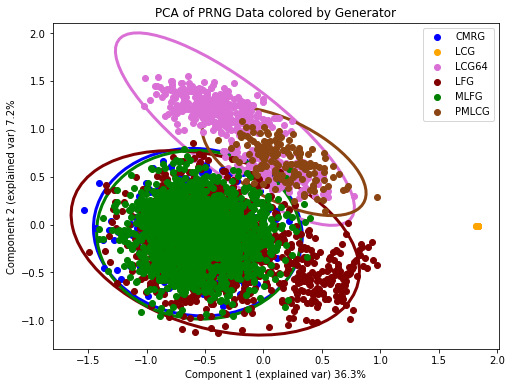 PCA of PRNG Data colored by Generator
CMRG
LCG
LCG64
LFG
MLFG
PMLCG
Component 2 (explained var) 7.2%
2.0
1.5
1.0
0.5
0.0
−0.5
−1.0
−1.5
−1.0
−0.5
0.0
0.5
1.0
1.5
2.0
Component 1 (explained var) 36.3%